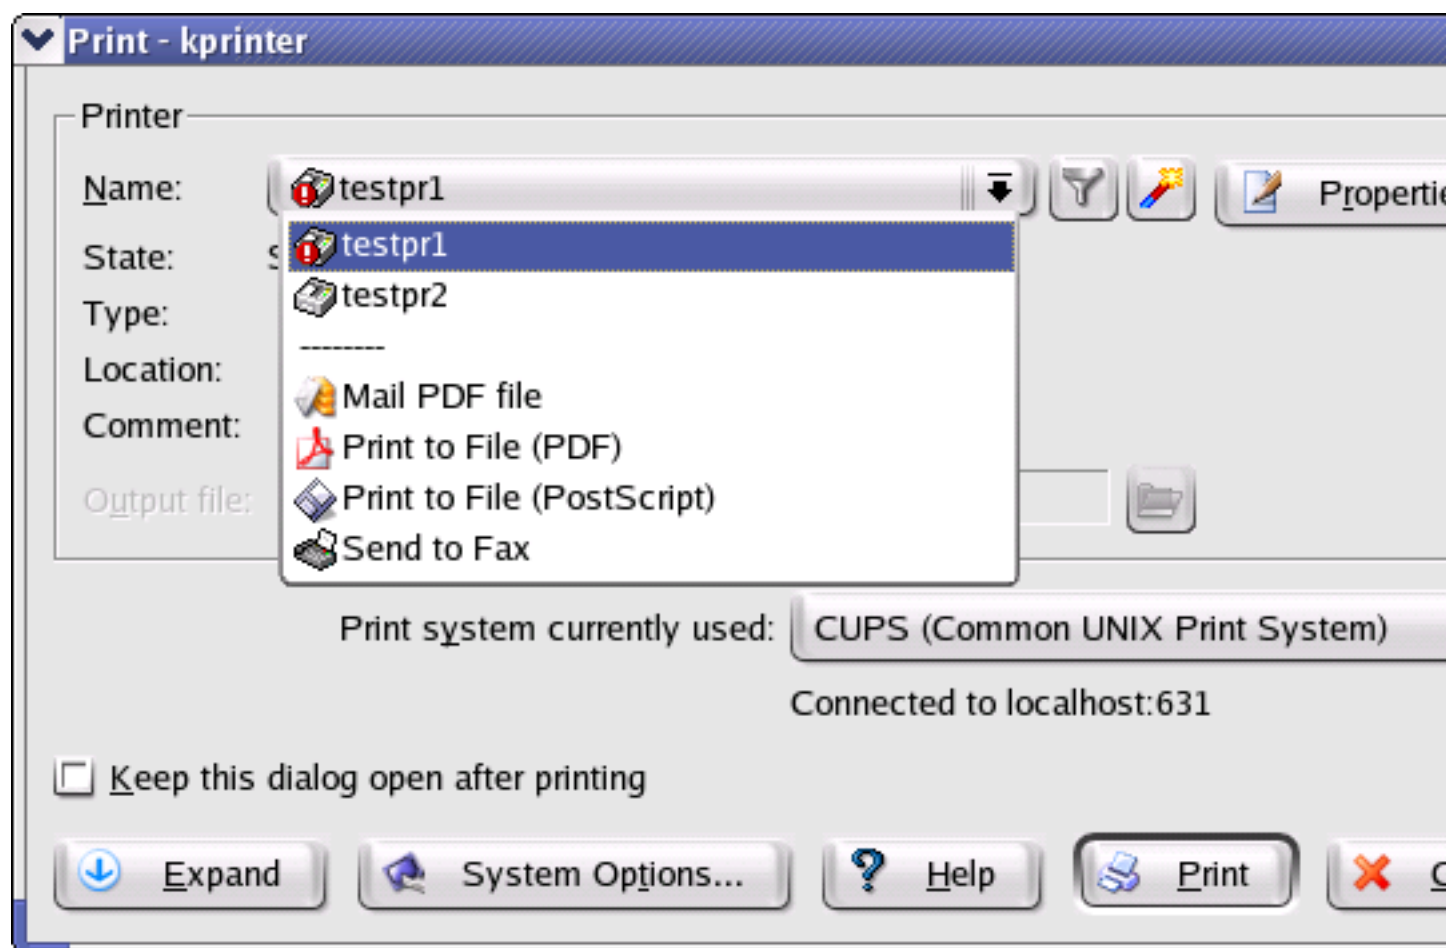 Print - kprinter
Printer
Name: testpr1
testpr1
State:
testpr2
Type:
--------
Location:
Mail PDF file
Comment:
Print to File (PDF)
Output file:
Print to File (PostScript)
Send to Fax
Print system currently used: CUPS (Common UNIX Print System)
Connected to localhost:631
Keep this dialog open after printing
Expand System Options... Help Print